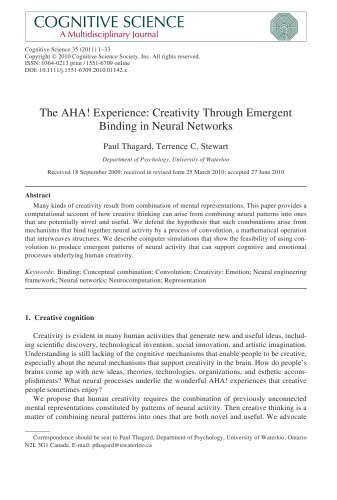 COGNITIVE SCIENCE
A Multidisciplinary Journal
Cognitive Science 35 (2011) 1–33
Copyright © 2010 Cognitive Science Society, Inc. All rights reserved.
ISSN: 0364-0213 print / 1551-6709 online
DOI: 10.1111/j.1551-6709.2010.01142.x
The AHA! Experience: Creativity Through Emergent
Binding in Neural Networks
Paul Thagard, Terrence C. Stewart
Department of Psychology, University of Waterloo
Received 18 September 2009; received in revised form 25 March 2010; accepted 27 June 2010
Abstract
Many kinds of creativity result from combination of mental representations. This paper provides a
computational account of how creative thinking can arise from combining neural patterns into ones
that are potentially novel and useful. We defend the hypothesis that such combinations arise from
mechanisms that bind together neural activity by a process of convolution, a mathematical operation
that interweaves structures. We describe computer simulations that show the feasibility of using con-
volution to produce emergent patterns of neural activity that can support cognitive and emotional
processes underlying human creativity.
Keywords: Binding; Conceptual combination; Convolution; Creativity; Emotion; Neural engineering
framework; Neural networks; Neurocomputation; Representation
1. Creative cognition
Creativity is evident in many human activities that generate new and useful ideas, includ-
ing scientific discovery, technological invention, social innovation, and artistic imagination.
Understanding is still lacking of the cognitive mechanisms that enable people to be creative,
especially about the neural mechanisms that support creativity in the brain. How do people's
brains come up with new ideas, theories, technologies, organizations, and esthetic accom-
plishments? What neural processes underlie the wonderful AHA! experiences that creative
people sometimes enjoy?
We propose that human creativity requires the combination of previously unconnected
mental representations constituted by patterns of neural activity. Then creative thinking is a
matter of combining neural patterns into ones that are both novel and useful. We advocate
Correspondence should be sent to Paul Thagard, Department of Psychology, University of Waterloo, Ontario
N2L 3G1 Canada. E-mail: pthagard@uwaterloo.ca